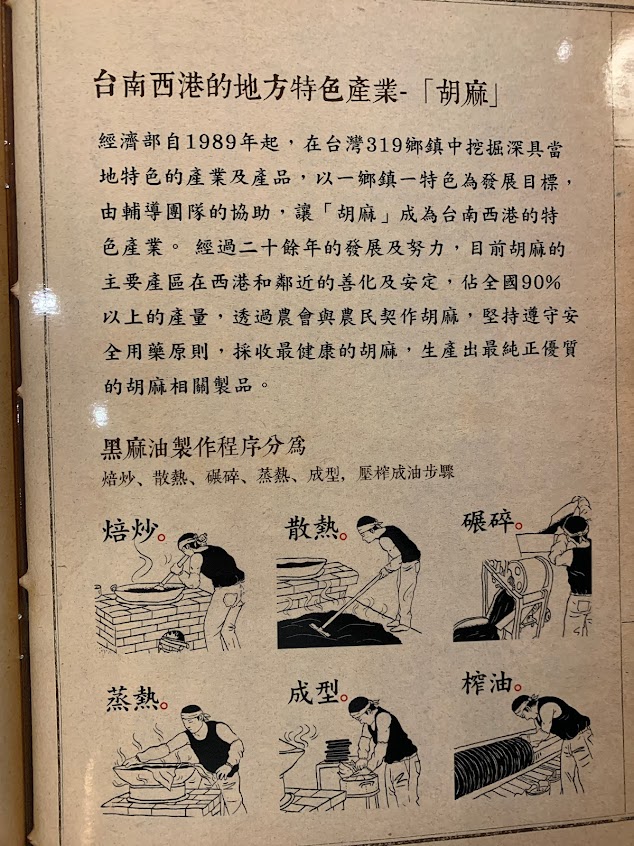 台南西港的地方特色產業-「胡麻」
經濟部自1989年起，在台灣319鄉鎮中挖掘深具當
地特色的產業及產品，以一鄉鎮一特色為發展目標，
由輔導團隊的協助，讓「胡麻」成為台南西港的特
色產業。 經過二十餘年的發展及努力，目前胡麻的
主要產區在西港和鄰近的善化及安定，佔全國90%
以上的產量，透過農會與農民契作胡麻，堅持遵守安
全用藥原則，採收最健康的胡麻，生產出最純正優質
的胡麻相關製品。
黑麻油製作程序分為
焙炒、散熱、碾碎、蒸熱、成型，壓榨成油步驟
焙炒。
散熱。
碾碎。
蒸熱。
成型。
榨油。